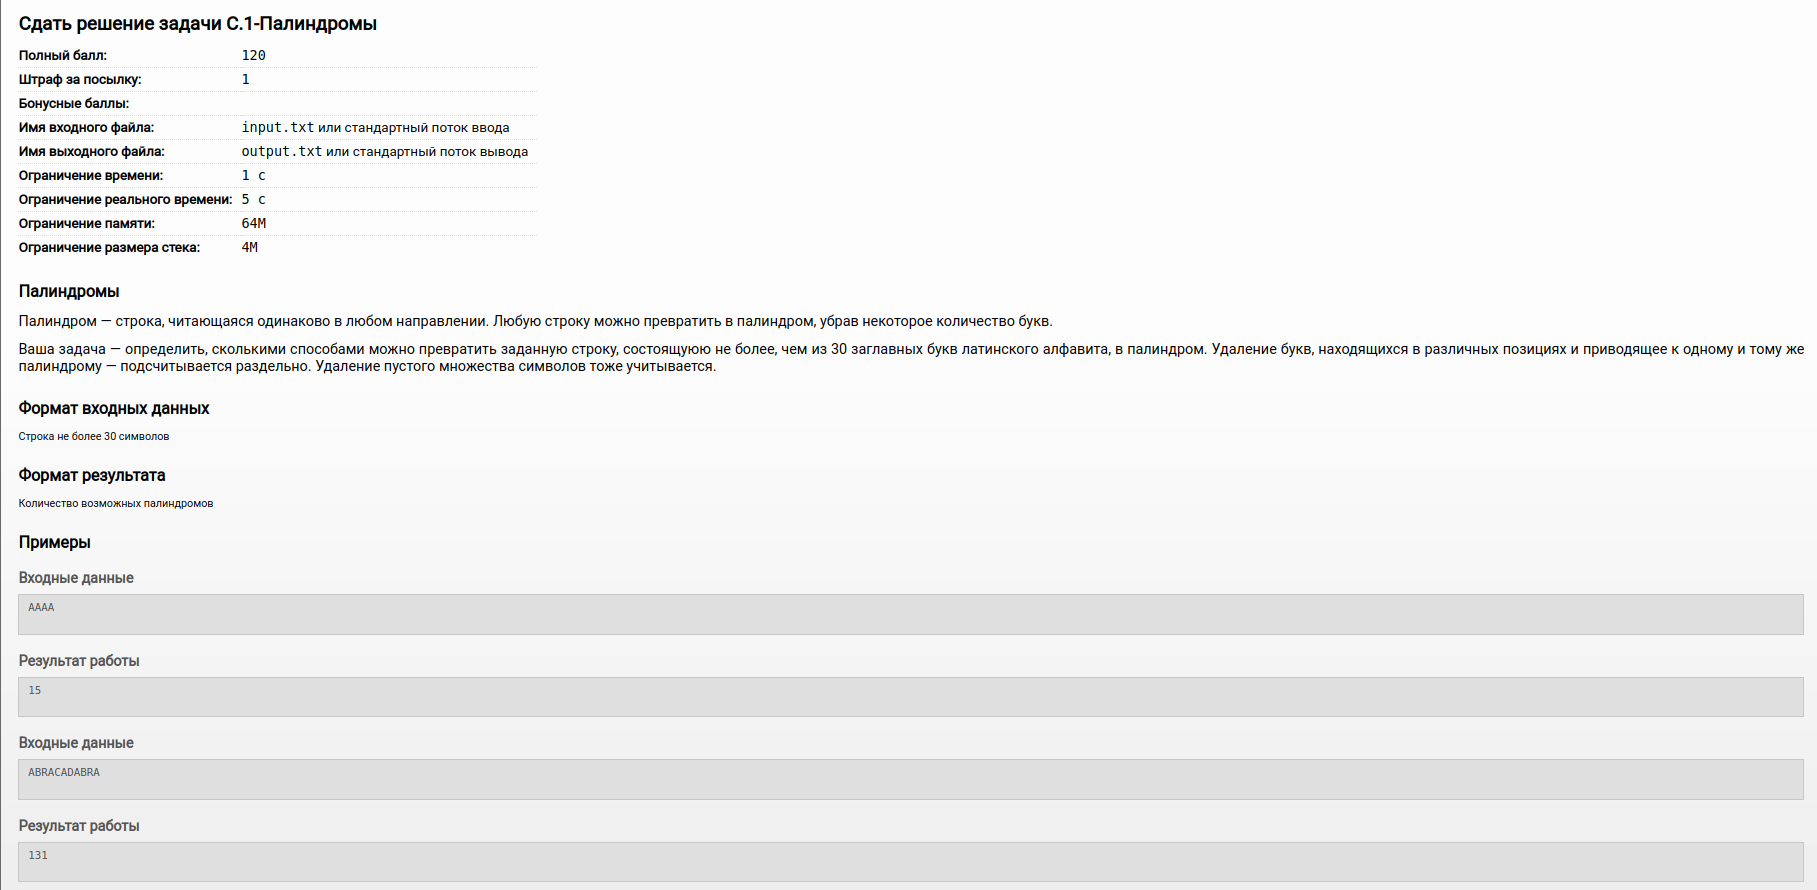 Сдать решение задачи C.1-Палиндромы
Полный балл: 120
Штраф за посылку: 1
Бонусные баллы:
Имя входного файла: input.txt или стандартный поток ввода
Имя выходного файла: output.txt или стандартный поток вывода
Ограничение времени: 1 с
Ограничение реального времени: 5 с
Ограничение памяти: 64M
Ограничение размера стека: 4M
Палиндромы
Палиндром — строка, читающаяся одинаково в любом направлении. Любую строку можно превратить в палиндром, убрав некоторое количество букв.
Ваша задача — определить, сколькими способами можно превратить заданную строку, состоящуюю не более, чем из 30 заглавных букв латинского алфавита, в палиндром. Удаление букв, находящихся в различных позициях и приводящее к одному и тому же
палиндрому — подсчитывается раздельно. Удаление пустого множества символов тоже учитывается.
Формат входных данных
Строка не более 30 символов
Формат результата
Количество возможных палиндромов
Примеры
Входные данные
AAAA
Результат работы
15
Входные данные
ABRACADABRA
Результат работы
131